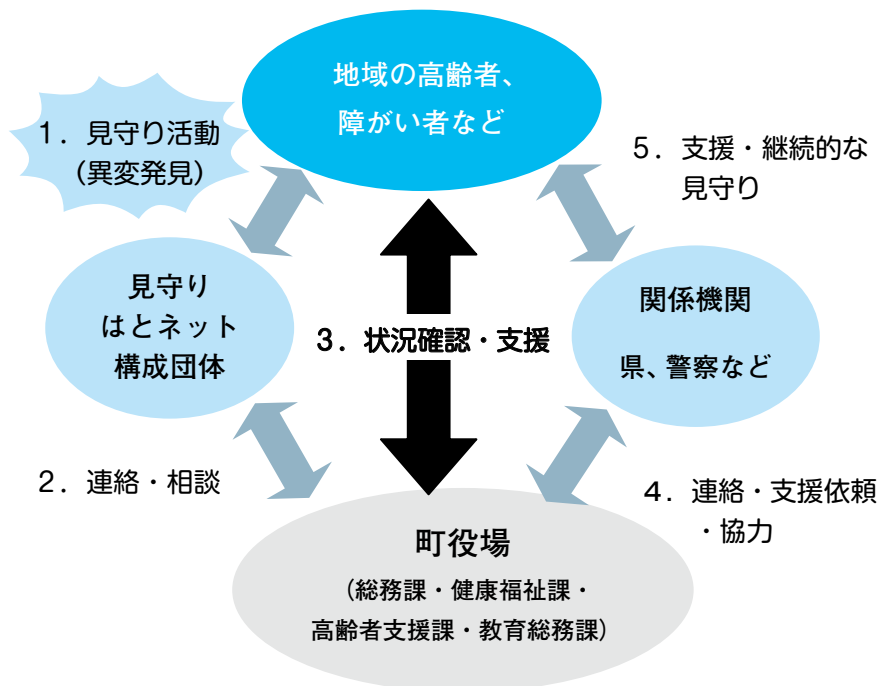 地域の高齢者、
障がい者など
１．見守り活動
（異変発見）
５．支援・継続的な
見守り
見守り
はとネット
構成団体
３．状況確認・支援
関係機関
県、警察など
２．連絡・相談
４．連絡・支援依頼
・協力
町役場
（総務課・健康福祉課・
高齢者支援課・教育総務課）